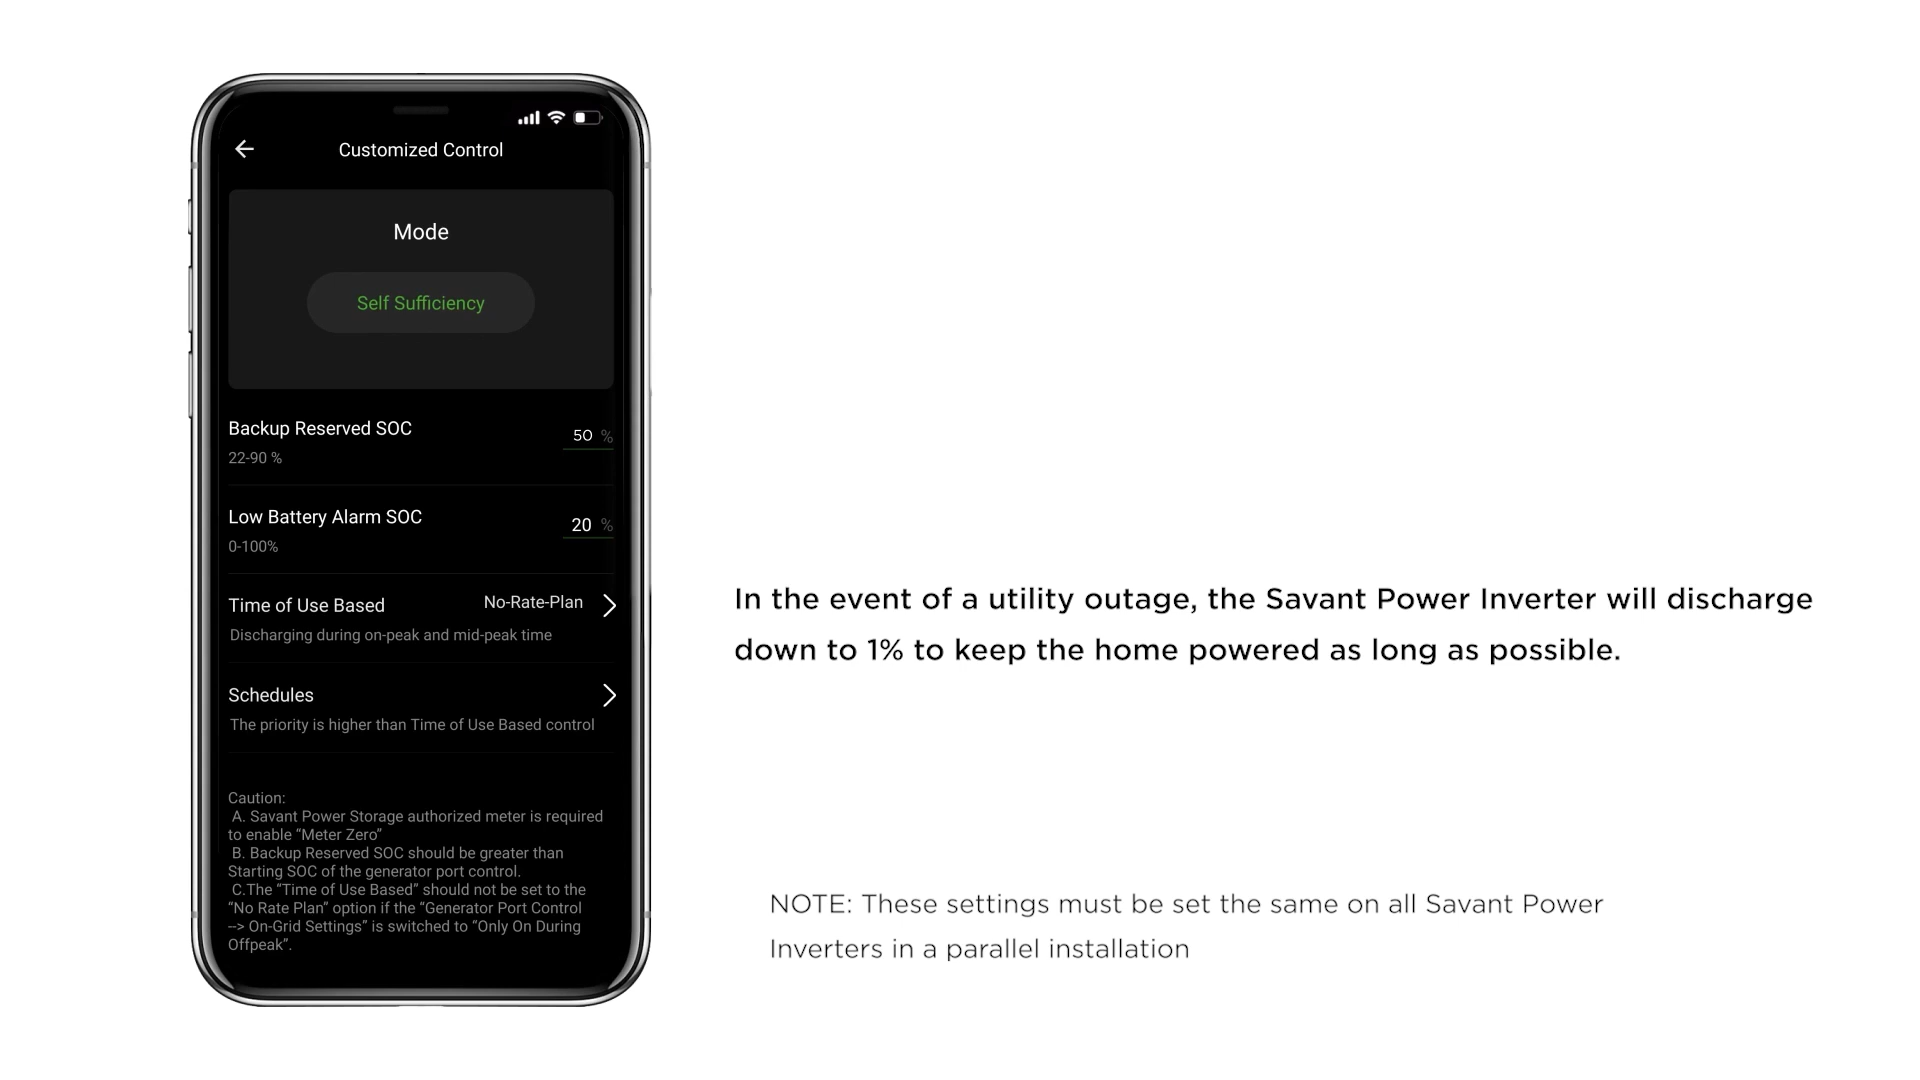 Customized Control
Mode
Self Sufficiency
Backup Reserved SOC
50 %
22-90 %
Low Battery Alarm SOC
20 %
0-100%
Time of Use Based
No-Rate-Plan
Discharging during on-peak and mid-peak time
Schedules
The priority is higher than Time of Use Based control
Caution:
A. Savant Power Storage authorized meter is required
to enable “Meter Zero”
B. Backup Reserved SOC should be greater than
Starting SOC of the generator port control.
C.The “Time of Use Based” should not be set to the
“No Rate Plan” option if the “Generator Port Control
--> On-Grid Settings” is switched to “Only On During
Offpeak”.
In the event of a utility outage, the Savant Power Inverter will discharge
down to 1% to keep the home powered as long as possible.
NOTE: These settings must be set the same on all Savant Power
Inverters in a parallel installation